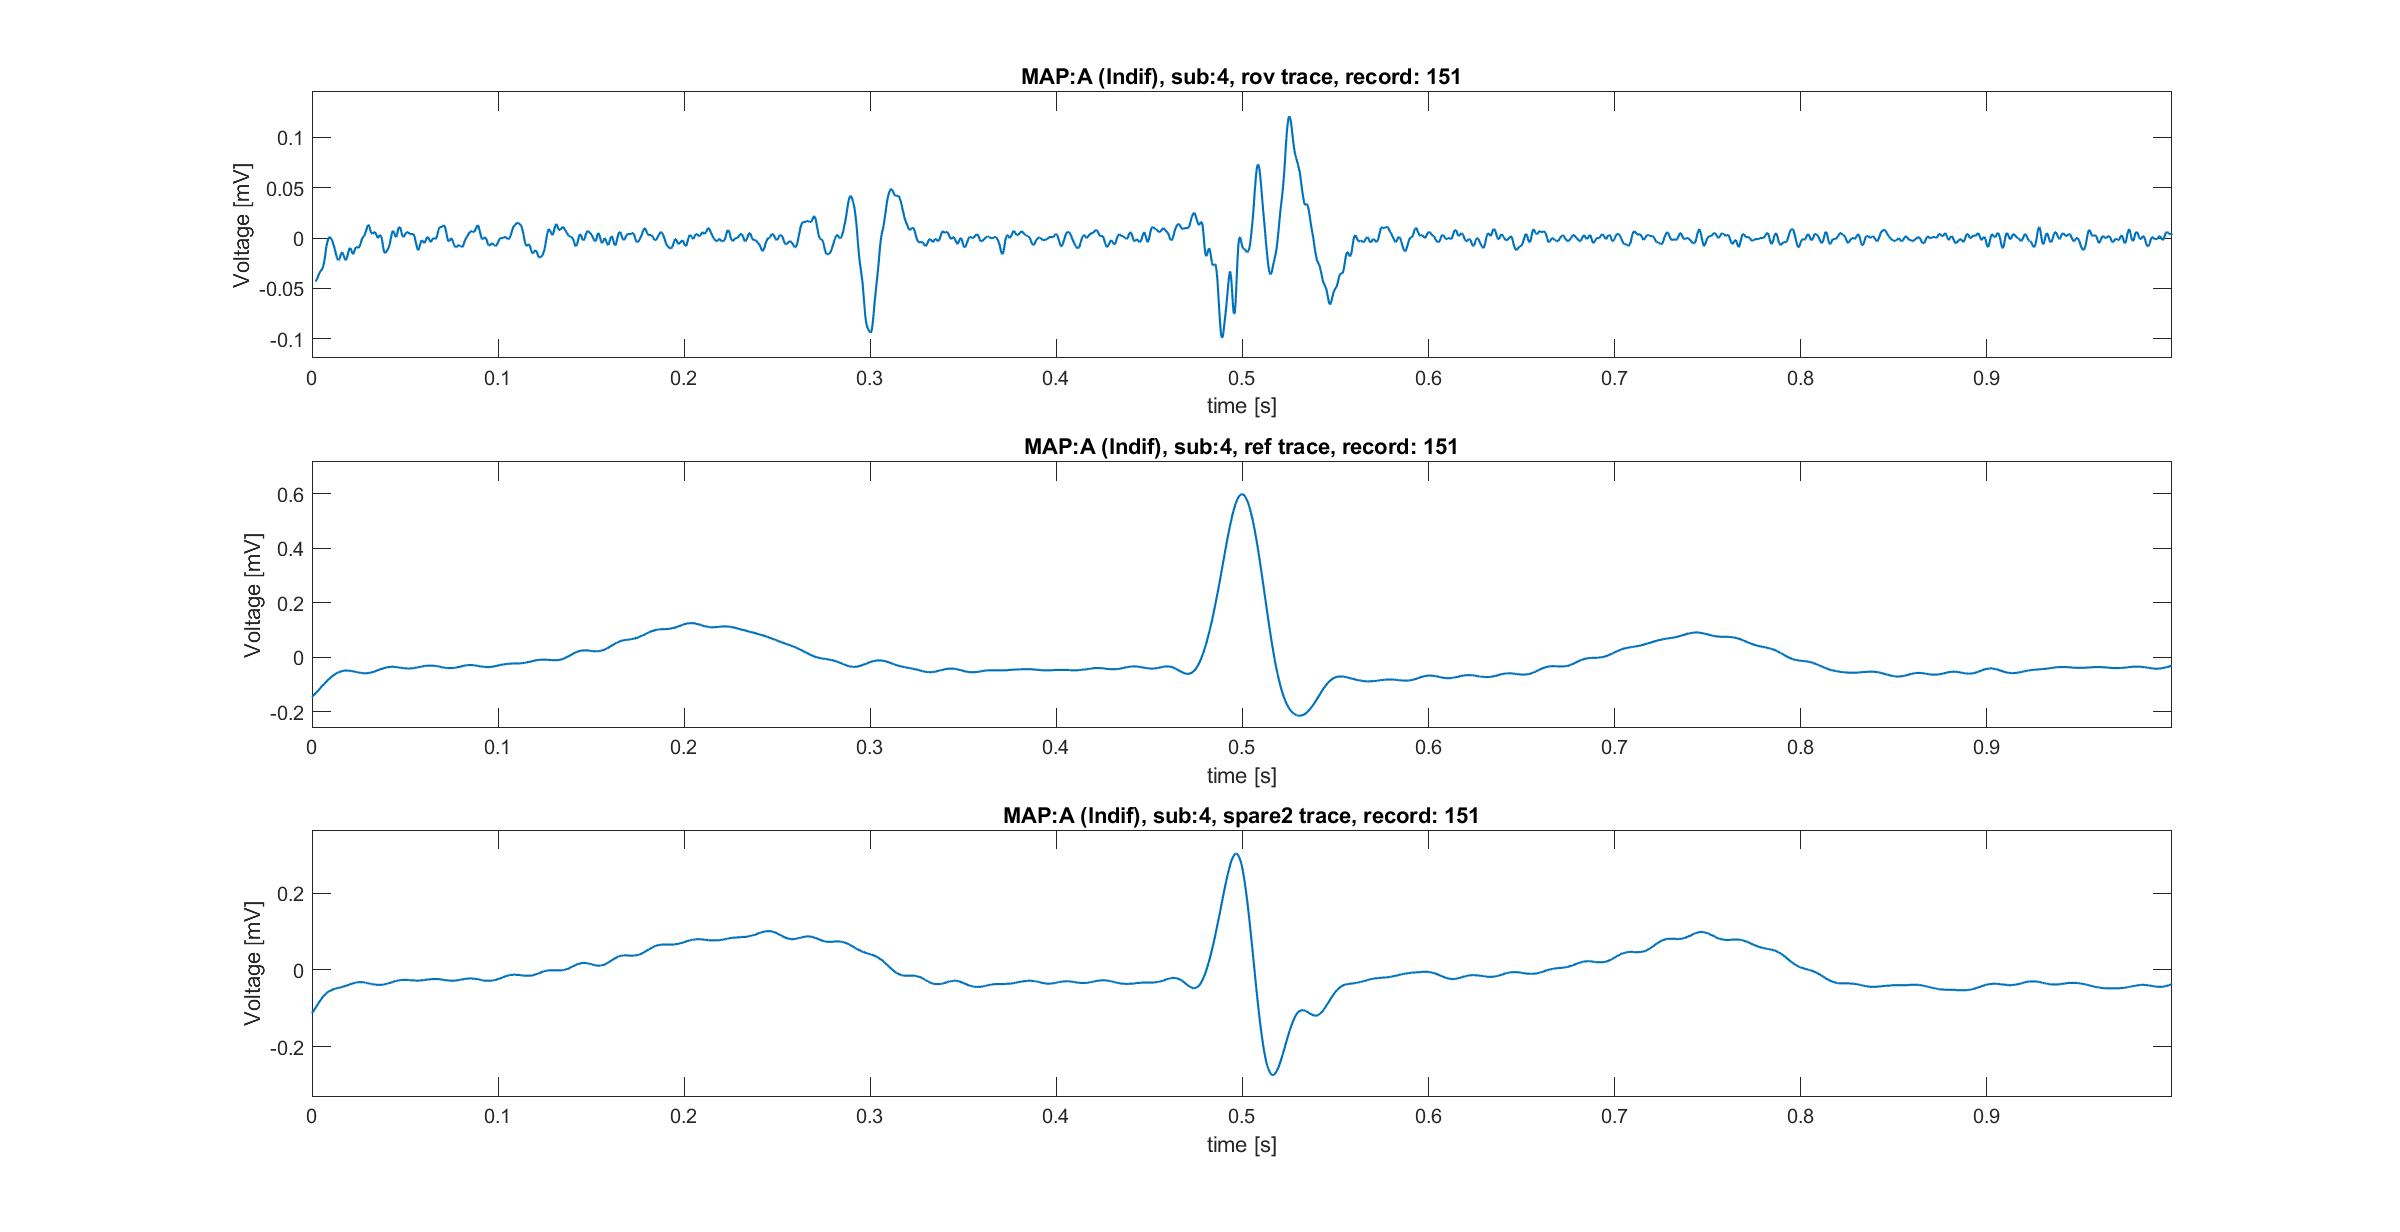 MAP:A (Indif), sub:4, rov trace, record: 151
Voltage [mV]
0.1
0.05
0
-0.05
-0.1
0 0.1 0.2 0.3 0.4 0.5 0.6 0.7 0.8 0.9
time [s]
MAP:A (Indif), sub:4, ref trace, record: 151
Voltage [mV]
0.6
0.4
0.2
0
-0.2
0 0.1 0.2 0.3 0.4 0.5 0.6 0.7 0.8 0.9
time [s]
MAP:A (Indif), sub:4, spare2 trace, record: 151
Voltage [mV]
0.2
0
-0.2
0 0.1 0.2 0.3 0.4 0.5 0.6 0.7 0.8 0.9
time [s]